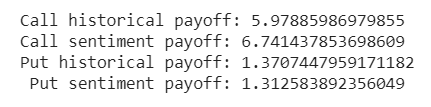 Call historical payoff: 5.97885986979855
Call sentiment payoff: 6.741437853698609
Put historical payoff: 1.3707447959171182
Put sentiment payoff: 1.312583892356049